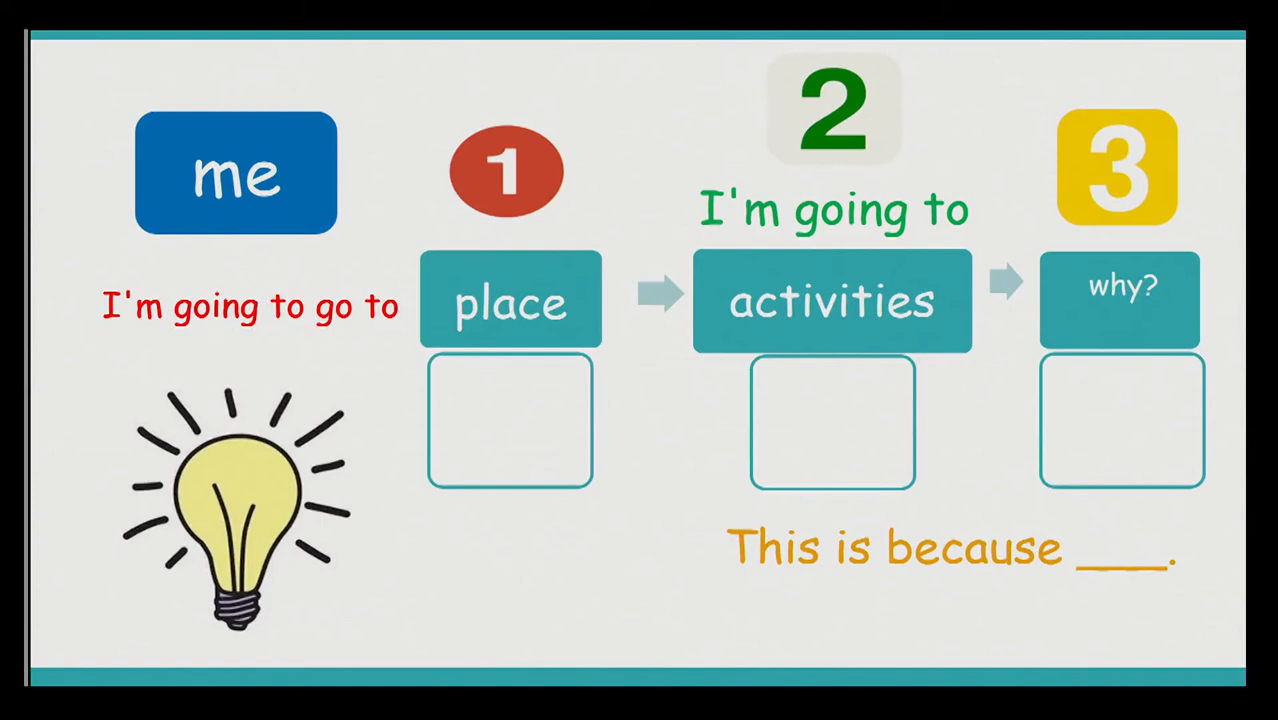 me
1
2
3
I'm going to
I'm going to go to
place
activities
why?
This is because ____.